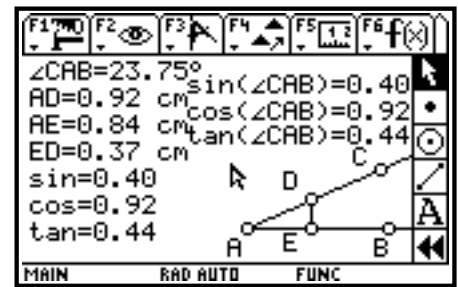 F1 F2 F3 F4 F5 1 2 F6 f(x)
∠CAB=23.75°
sin(∠CAB)=0.40
AD=0.92 cm
cos(∠CAB)=0.92
AE=0.84 cm
tan(∠CAB)=0.44
ED=0.37 cm
C
sin=0.40
D
cos=0.92
A
tan=0.44
A E B
MAIN RAD AUTO FUNC